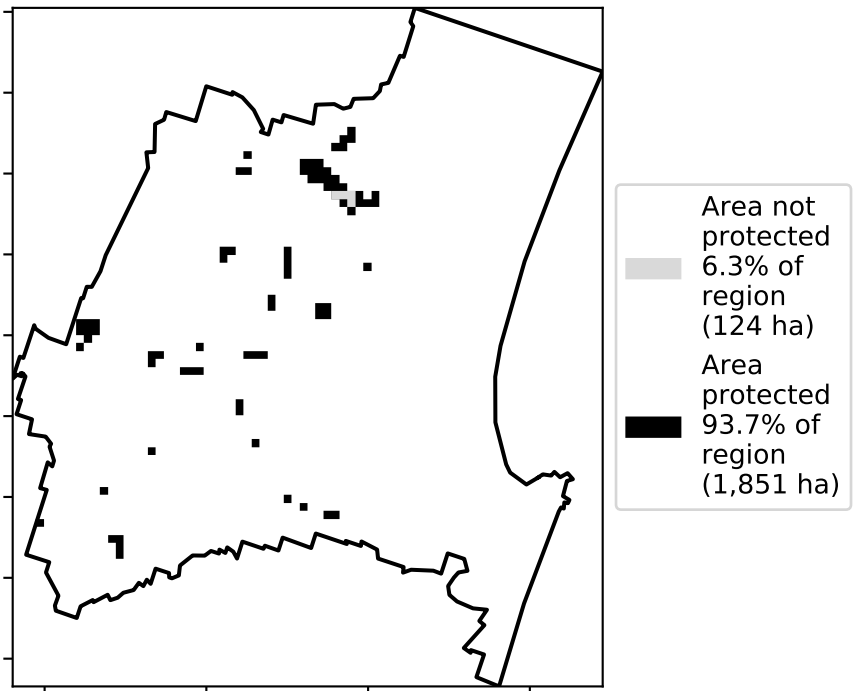 Area not
protected
6.3% of
region
(124 ha)
Area
protected
93.7% of
region
(1,851 ha)